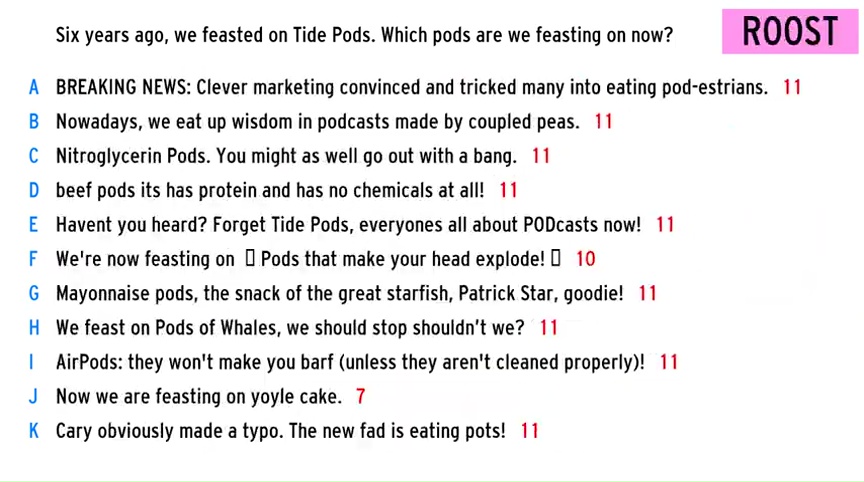 Six years ago, we feasted on Tide Pods. Which pods are we feasting on now?
ROOST
A BREAKING NEWS: Clever marketing convinced and tricked many into eating pod-estrians. 11
B Nowadays, we eat up wisdom in podcasts made by coupled peas. 11
C Nitroglycerin Pods. You might as well go out with a bang. 11
D beef pods its has protein and has no chemicals at all! 11
E Havent you heard? Forget Tide Pods, everyones all about PODcasts now! 11
F We're now feasting on ▯ Pods that make your head explode! ▯ 10
G Mayonnaise pods, the snack of the great starfish, Patrick Star, goodie! 11
H We feast on Pods of Whales, we should stop shouldn't we? 11
I AirPods: they won't make you barf (unless they aren't cleaned properly)! 11
J Now we are feasting on yoyle cake. 7
K Cary obviously made a typo. The new fad is eating pots! 11